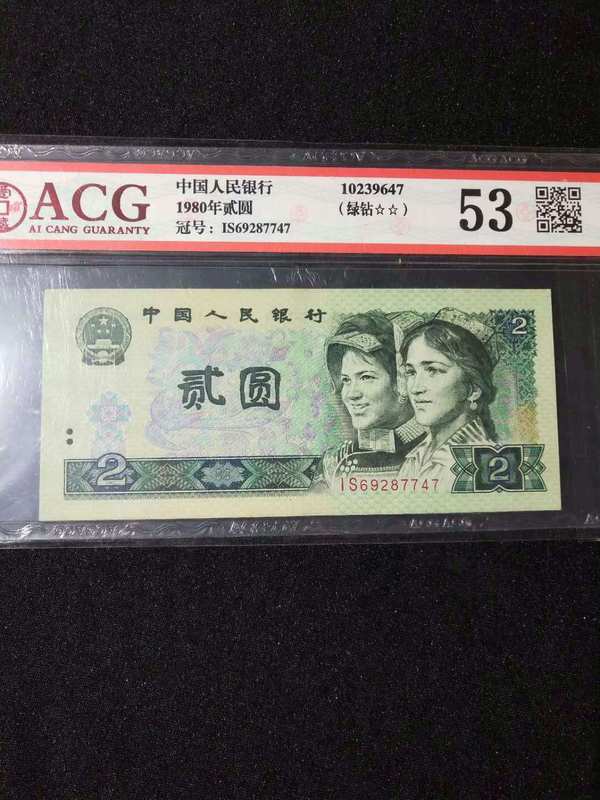 ACG
AI CANG GUARANTY
中国人民银行
1980年贰圆
冠号：IS69287747
10239647
（绿钻☆☆）
53
中国人民银行
贰圆
2
2
IS69287747
2